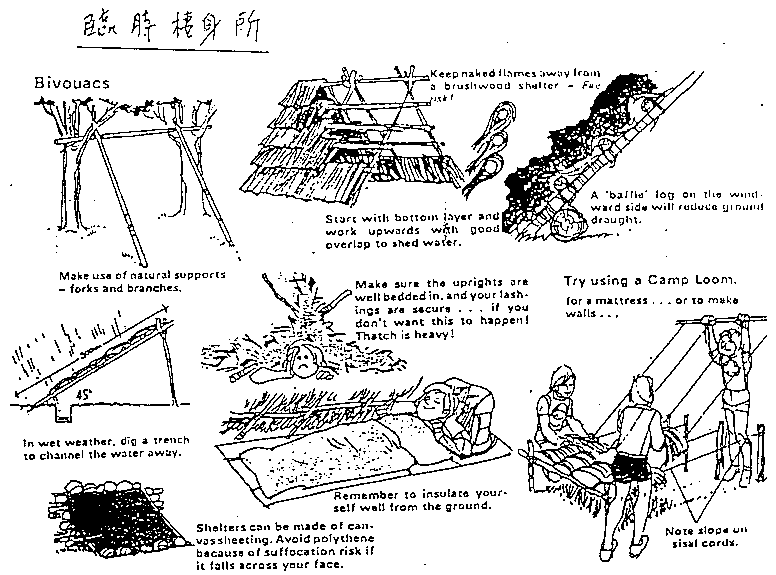 臨時棲身所
Bivouacs
Keep naked flames away from
a brushwood shelter – Fire
risk!
Start with bottom layer and
work upwards with good
overlap to shed water.
A 'baffle' log on the wind-
ward side will reduce ground
draught.
Make use of natural supports
– forks and branches.
Make sure the uprights are
well bedded in, and your lash-
ings are secure . . . if you
don't want this to happen!
Thatch is heavy!
Try using a Camp Loom.
for a mattress . . . or to make
walls . . .
45°
In wet weather, dig a trench
to channel the water away.
Remember to insulate your-
self well from the ground.
Shelters can be made of can-
vas sheeting. Avoid polythene
because of suffocation risk if
it falls across your face.
Note slope on
sisal cords.